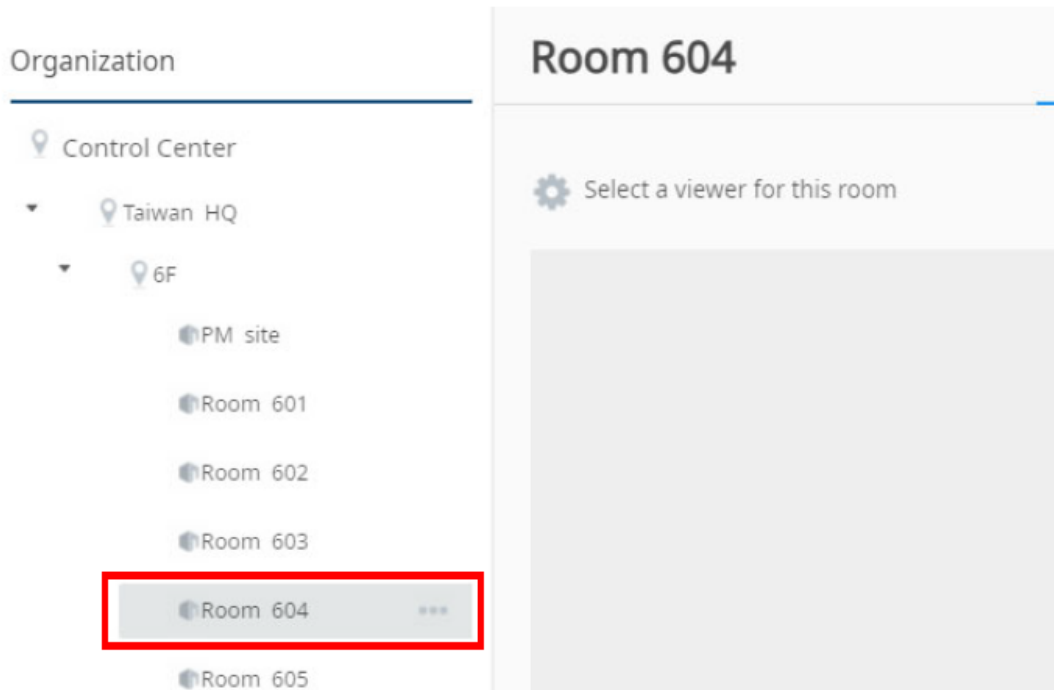 Organization
Control Center
Taiwan HQ
6F
PM site
Room 601
Room 602
Room 603
Room 604
Room 605
Room 604
Select a viewer for this room